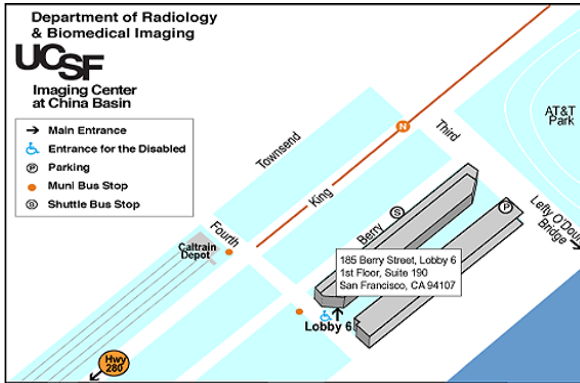 Department of Radiology
& Biomedical Imaging
UCSF
Imaging Center
at China Basin
Main Entrance
Entrance for the Disabled
P Parking
Muni Bus Stop
S Shuttle Bus Stop
AT&T
Park
N
Third
Townsend
King
Fourth
Caltrain
Depot
Berry
S
P
Lefty O'Doul
Bridge
185 Berry Street, Lobby 6
1st Floor, Suite 190
San Francisco, CA 94107
Lobby 6
Hwy
280